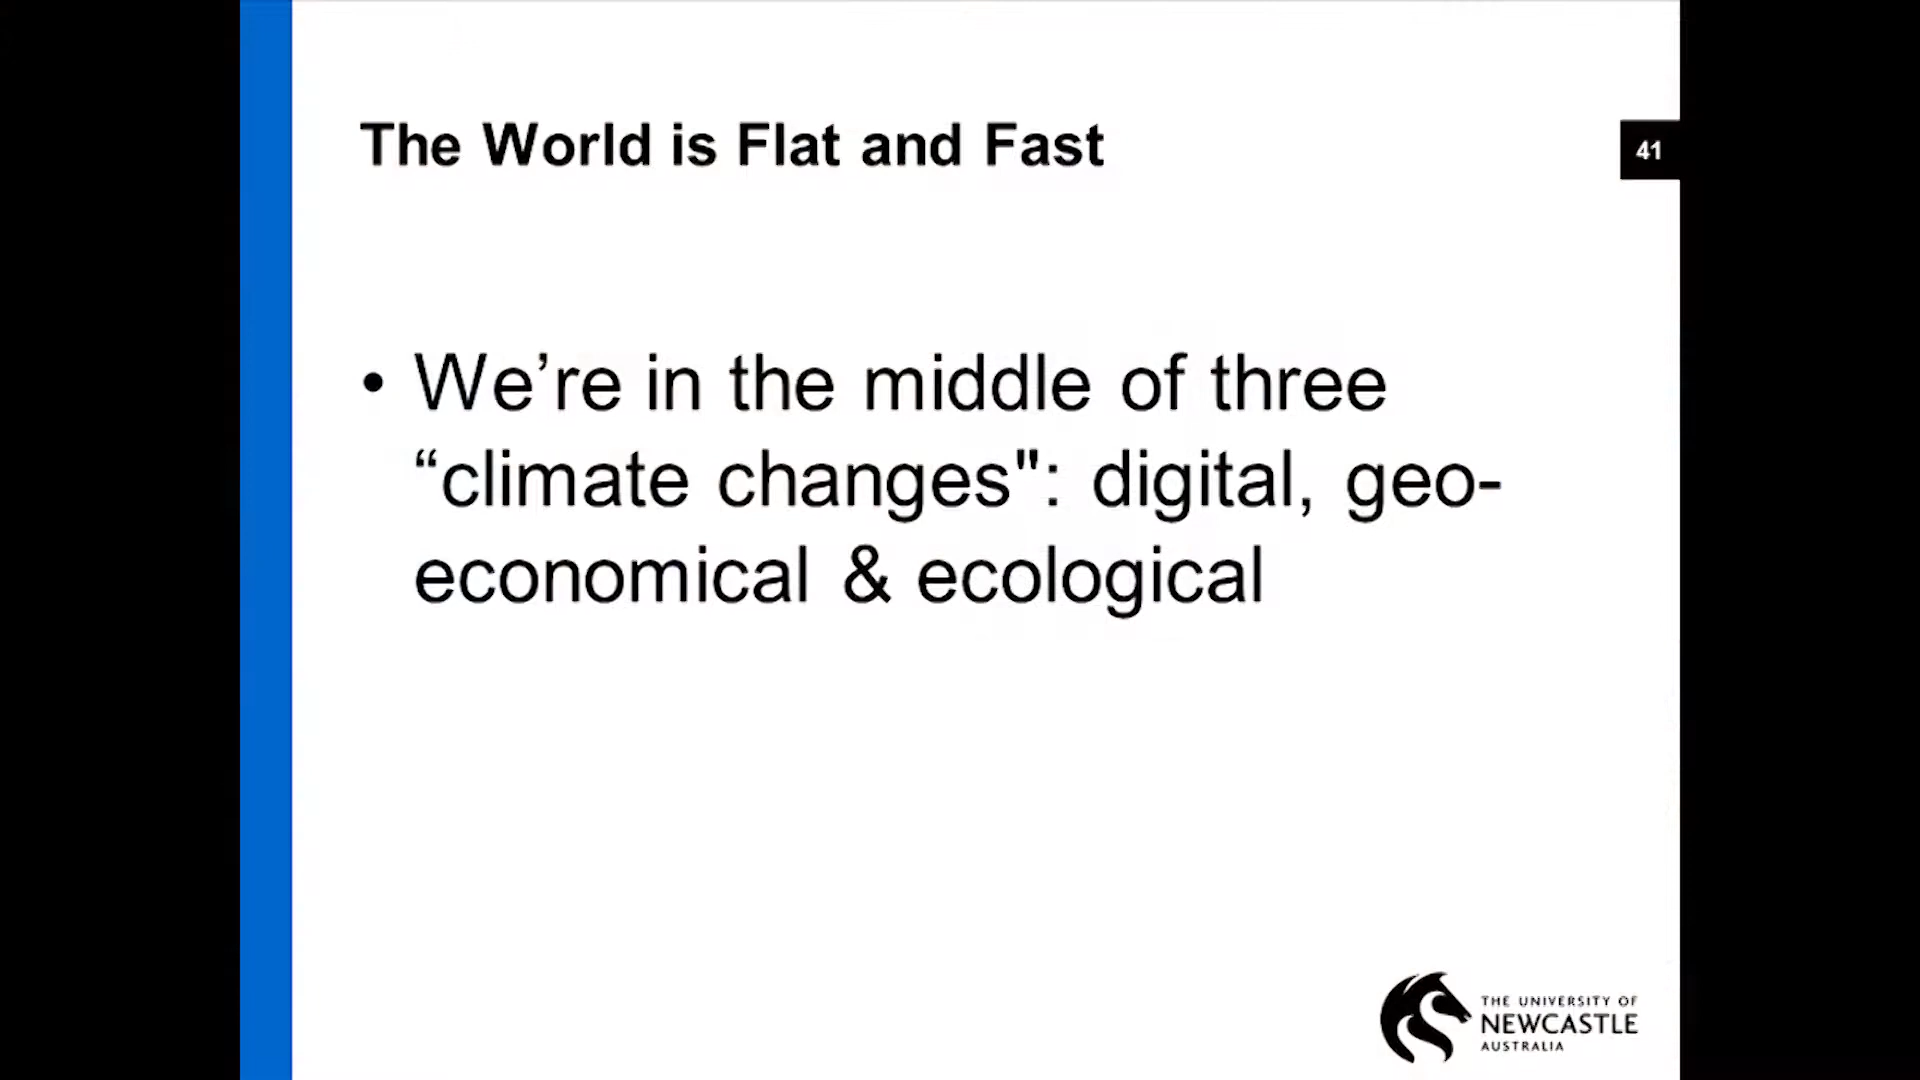 The World is Flat and Fast
41
• We’re in the middle of three
“climate changes": digital, geo-
economical & ecological
THE UNIVERSITY OF
NEWCASTLE
AUSTRALIA